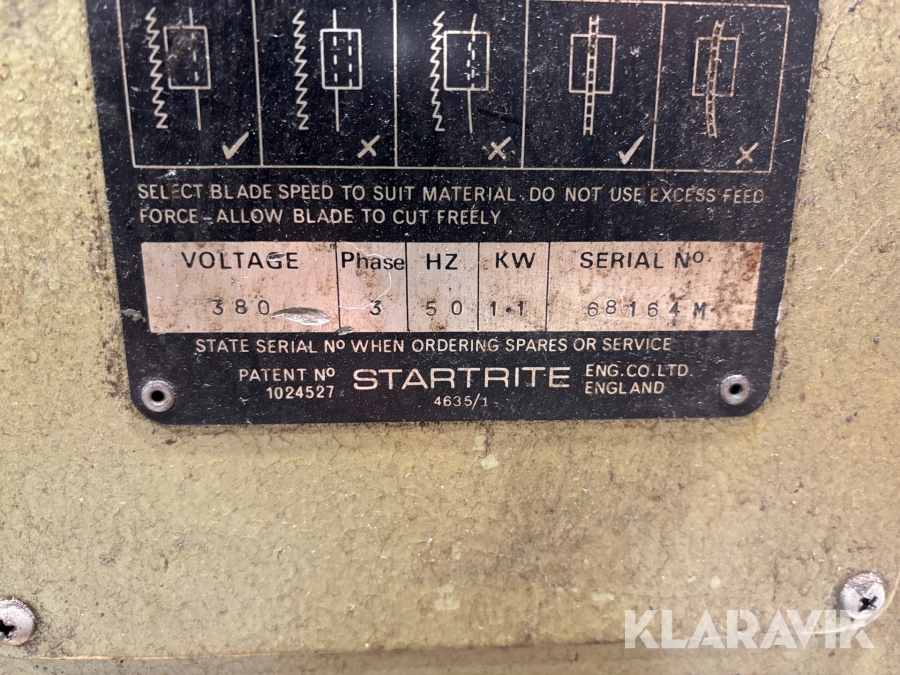 SELECT BLADE SPEED TO SUIT MATERIAL. DO NOT USE EXCESS FEED
FORCE – ALLOW BLADE TO CUT FREELY
VOLTAGE Phase HZ KW SERIAL Nº
380 3 50 1.1 68164M
STATE SERIAL Nº WHEN ORDERING SPARES OR SERVICE
PATENT Nº
1024527
STARTRITE
ENG.CO.LTD.
ENGLAND
4635/1
KLARAVIK